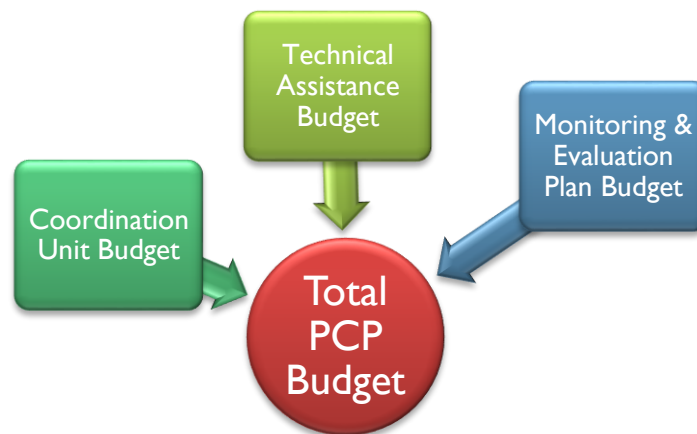 Technical
Assistance
Budget
Monitoring &
Evaluation
Plan Budget
Coordination
Unit Budget
Total
PCP
Budget